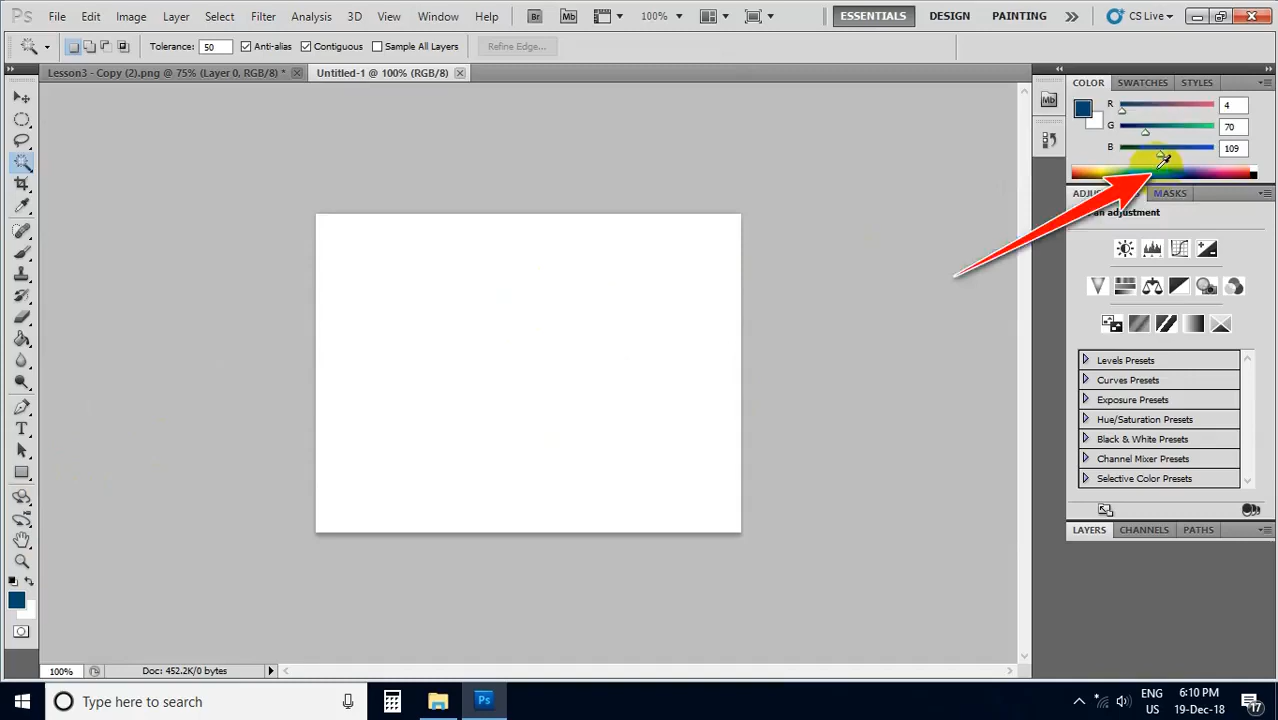 Ps File Edit Image Layer Select Filter Analysis 3D View Window Help Br Mb 100% ESSENTIALS DESIGN PAINTING CS Live
Tolerance: 50 Anti-alias Contiguous Sample All Layers Refine Edge...
Lesson3 - Copy (2).png @ 75% (Layer 0, RGB/8) * Untitled-1 @ 100% (RGB/8)
COLOR SWATCHES STYLES
Mb
R 4
G 70
B 109
MASKS
an adjustment
Levels Presets
Curves Presets
Exposure Presets
Hue/Saturation Presets
Black & White Presets
Channel Mixer Presets
Selective Color Presets
LAYERS CHANNELS PATHS
T
100% Doc: 452.2K/0 bytes
Type here to search
Ps
ENG
US
6:10 PM
19-Dec-18
17